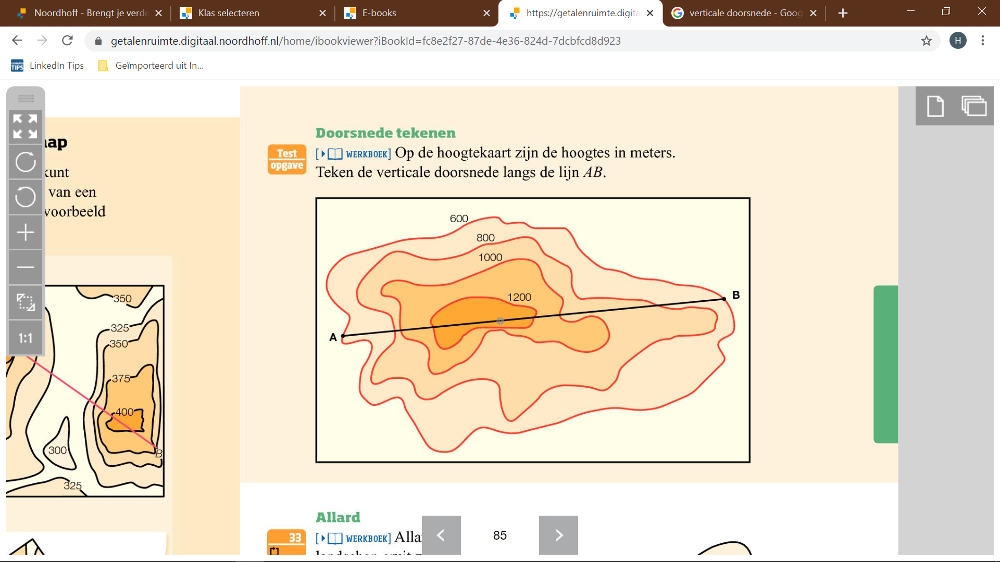 Noordhoff - Brengt je verde
Klas selecteren
E-books
https://getalenruimte.digita
verticale doorsnede - Goog
getalenruimte.digitaal.noordhoff.nl/home/ibookviewer?iBookId=fc8e2f27-87de-4e36-824d-7dcbfcd8d923
H
TIPS
LinkedIn Tips
Geïmporteerd uit In...
ap
kunt
van een
voorbeeld
1:1
350
325
350
375
400
300
B
325
Doorsnede tekenen
Test
opgave
[WERKBOEK] Op de hoogtekaart zijn de hoogtes in meters.
Teken de verticale doorsnede langs de lijn AB.
600
800
1000
1200
B
A
Allard
33
[WERKBOEK] Alla
85